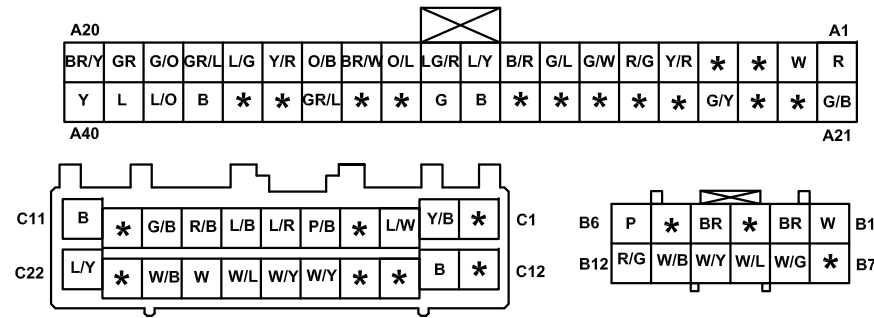 A20 A1
BR/Y GR G/O GR/L L/G Y/R O/B BR/W O/L LG/R L/Y B/R G/L G/W R/G Y/R * * W R
Y L L/O B * * GR/L * * G B * * * * * G/Y * * G/B
A40 A21
C11 B * G/B R/B L/B L/R P/B * L/W Y/B * C1
C22 L/Y * W/B W W/L W/Y W/Y * * B * C12
B6 P * BR * BR W B1
B12 R/G W/B W/Y W/L W/G * B7